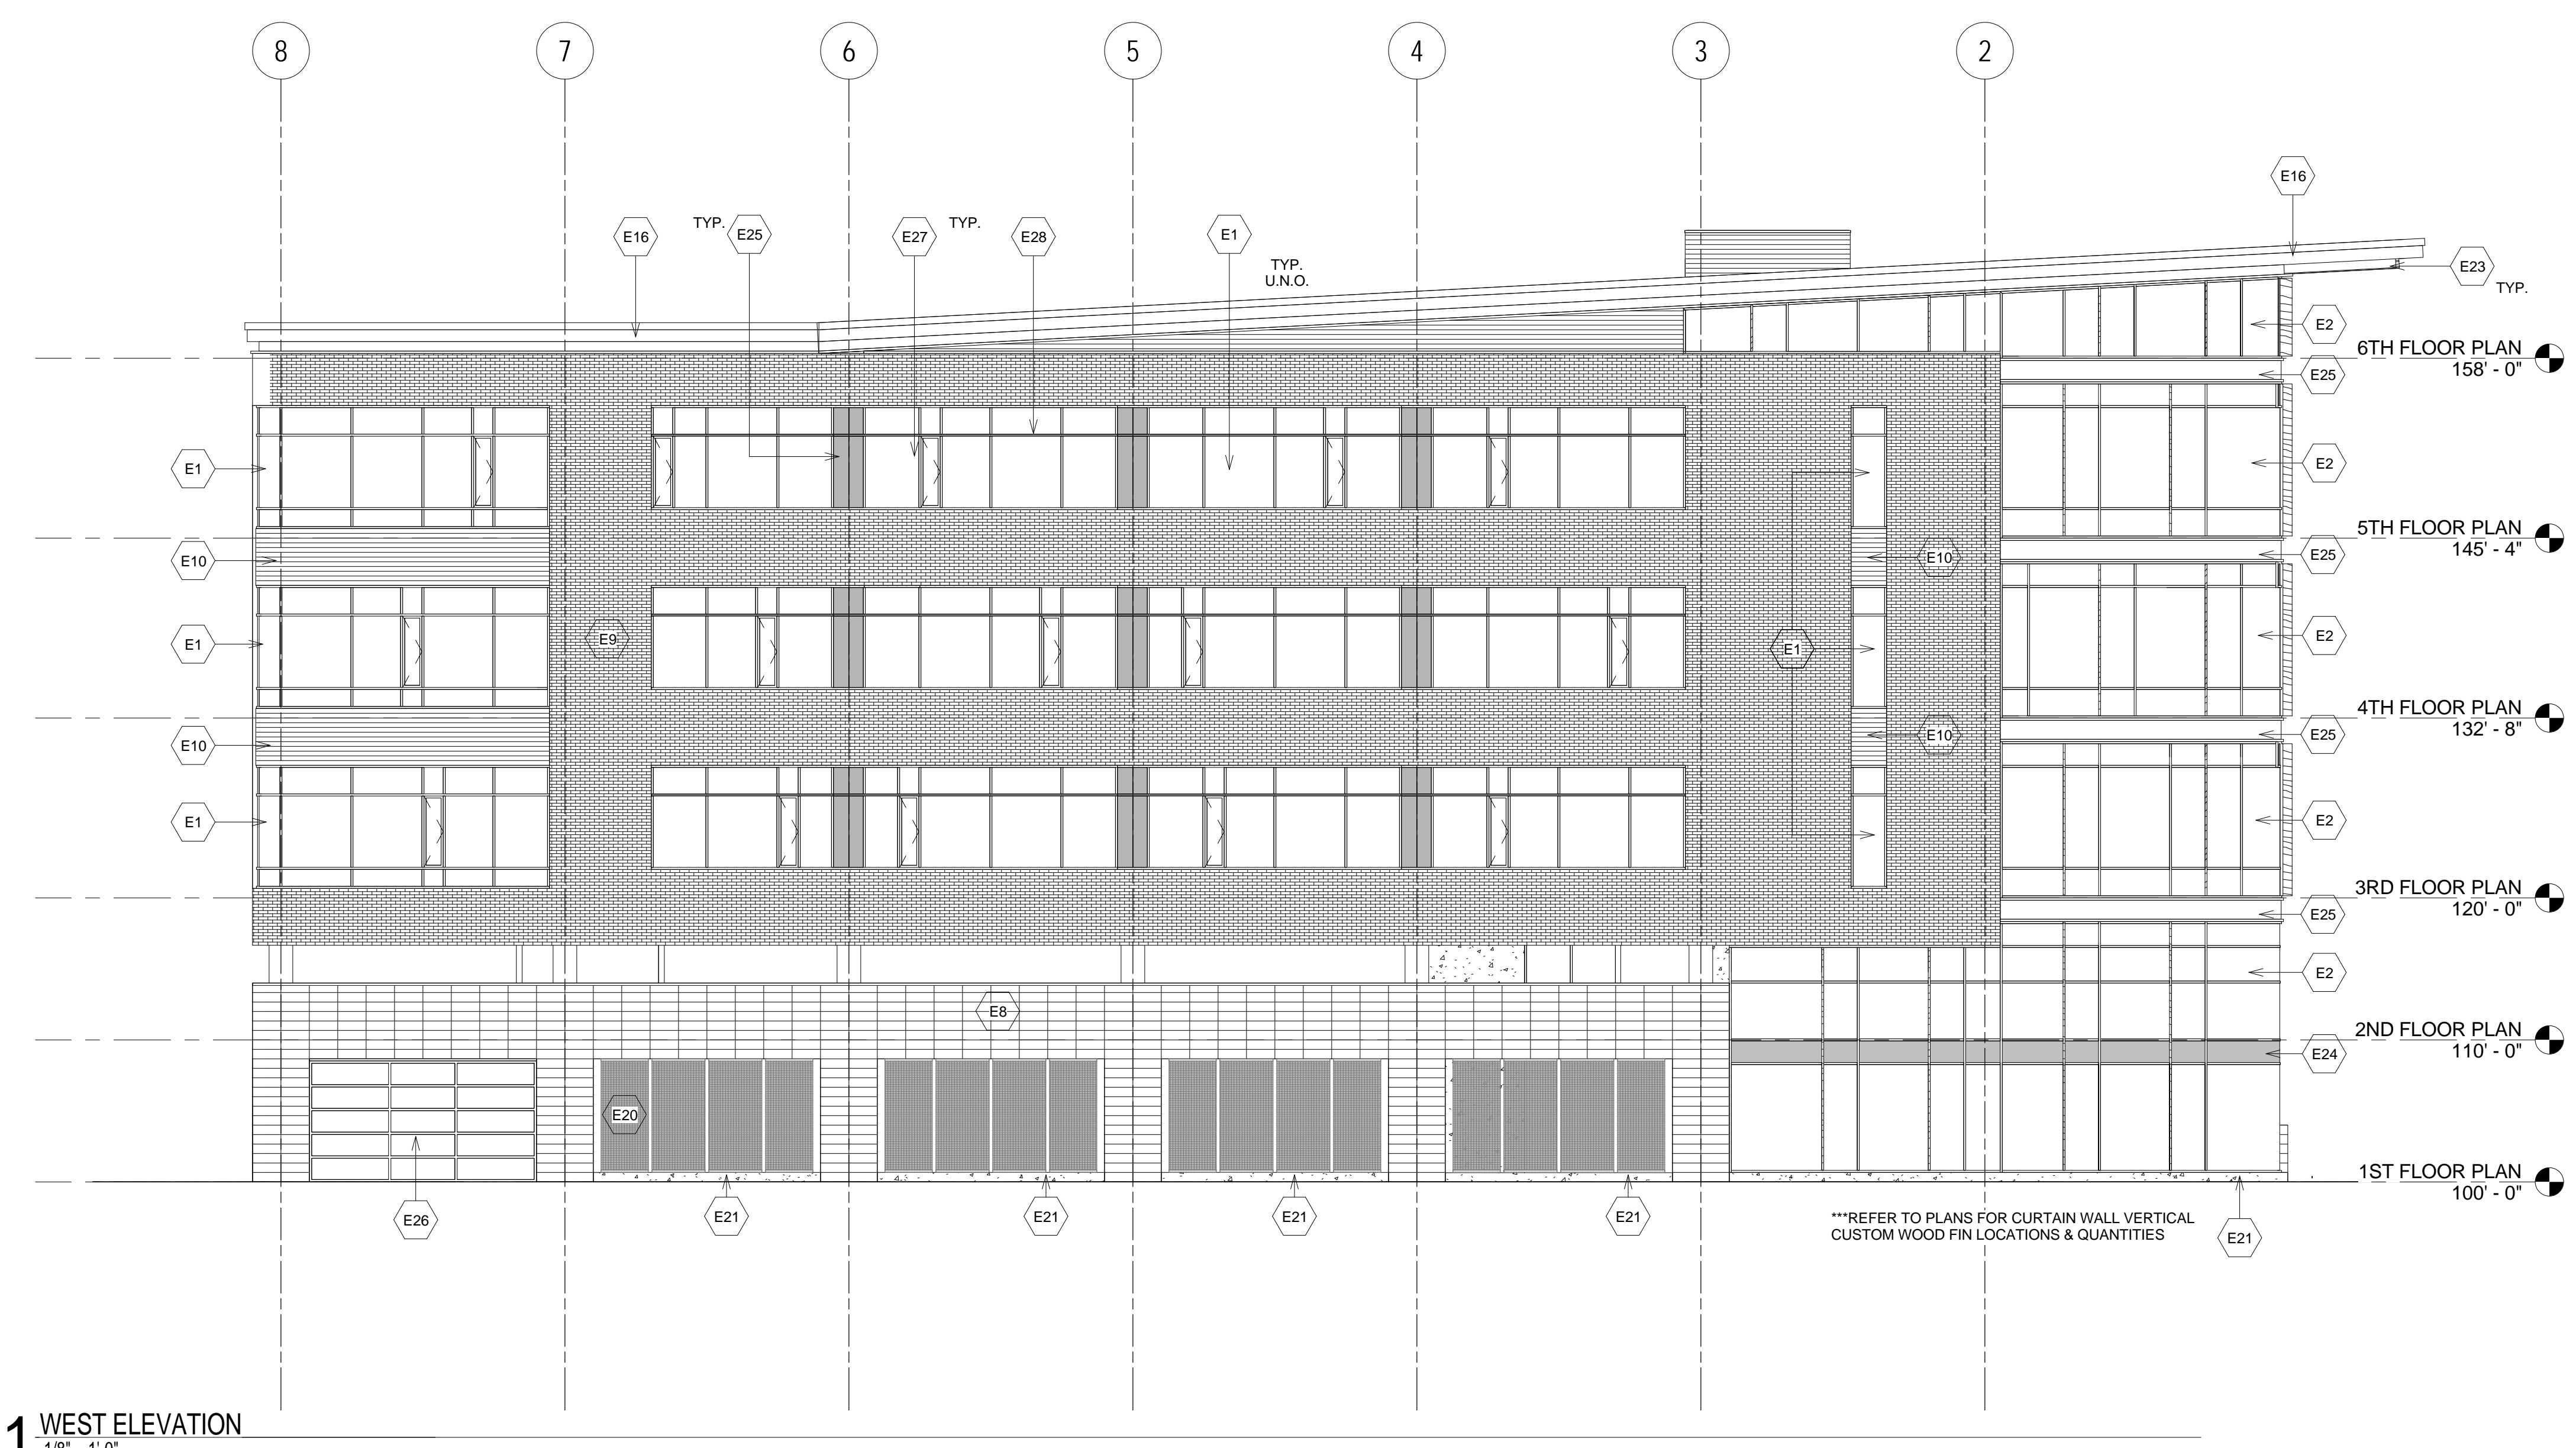 8 7 6 5 4 3 2
E16
TYP. E25 E27 TYP. E28 E1 E16
TYP.
U.N.O.
E23
TYP.
E2
6TH FLOOR PLAN
158' - 0"
E25
E1 E2
5TH FLOOR PLAN
145' - 4"
E25
E10 E10
E1 E9 E1 E2
4TH FLOOR PLAN
132' - 8"
E25
E10 E10
E1 E2
3RD FLOOR PLAN
120' - 0"
E25
E2
E8
2ND FLOOR PLAN
110' - 0"
E24
E20
1ST FLOOR PLAN
100' - 0"
E26 E21 E21 E21 E21
***REFER TO PLANS FOR CURTAIN WALL VERTICAL
CUSTOM WOOD FIN LOCATIONS & QUANTITIES
E21
1 WEST ELEVATION